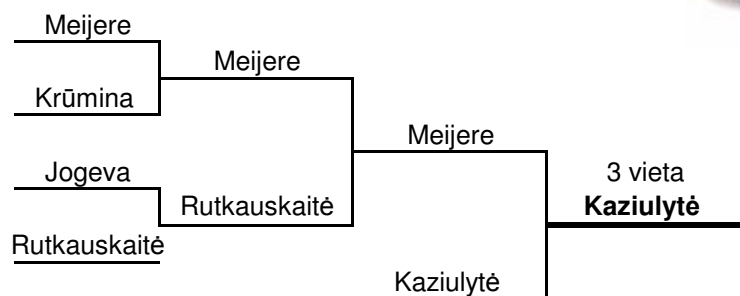 Meijere
Meijere
Krūmina
Meijere
Jogeva
3 vieta
Rutkauskaitė
Kaziulytė
Rutkauskaitė
Kaziulytė